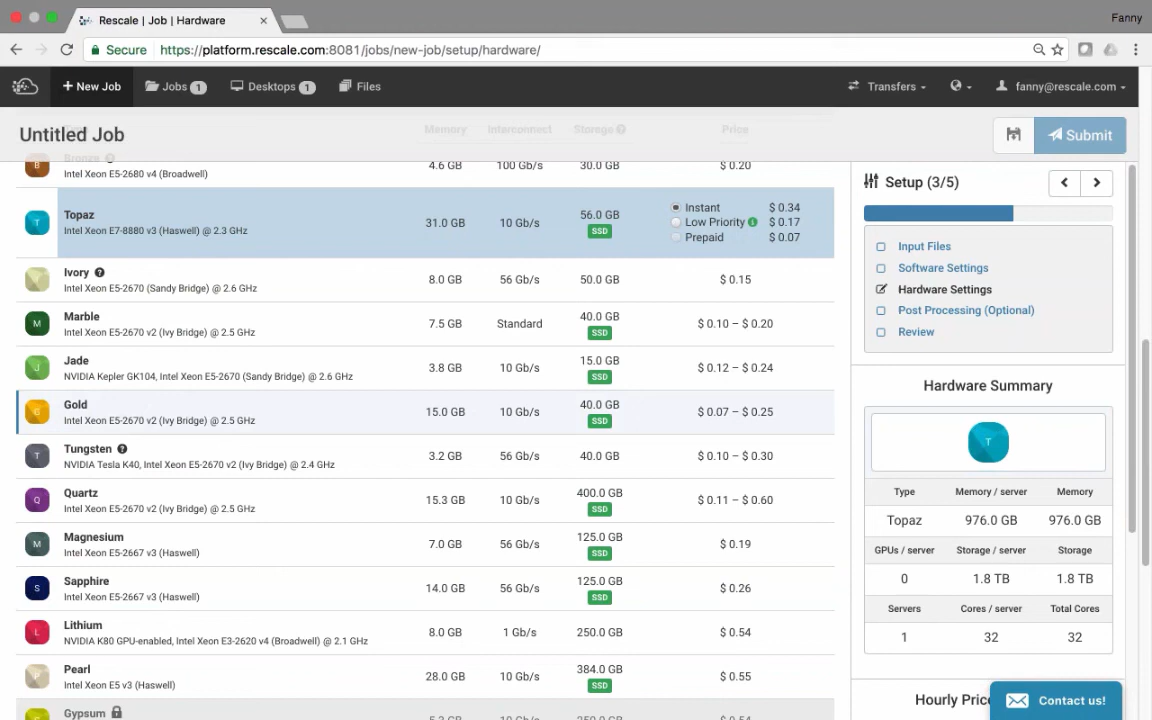 Rescale | Job | Hardware
Fanny
Secure https://platform.rescale.com:8081/jobs/new-job/setup/hardware/
+ New Job Jobs 1 Desktops 1 Files Transfers fanny@rescale.com
Untitled Job
Memory Interconnect Storage Price
Submit
Bronze
B Intel Xeon E5-2680 v4 (Broadwell) 4.6 GB 100 Gb/s 30.0 GB $ 0.20
T Topaz
Intel Xeon E7-8880 v3 (Haswell) @ 2.3 GHz
31.0 GB 10 Gb/s 56.0 GB
SSD
Instant $ 0.34
Low Priority $ 0.17
Prepaid $ 0.07
Ivory
Intel Xeon E5-2670 (Sandy Bridge) @ 2.6 GHz
8.0 GB 56 Gb/s 50.0 GB $ 0.15
M Marble
Intel Xeon E5-2670 v2 (Ivy Bridge) @ 2.5 GHz
7.5 GB Standard 40.0 GB $ 0.10 – $ 0.20
SSD
J Jade
NVIDIA Kepler GK104, Intel Xeon E5-2670 (Sandy Bridge) @ 2.6 GHz
3.8 GB 10 Gb/s 15.0 GB $ 0.12 – $ 0.24
SSD
G Gold
Intel Xeon E5-2670 v2 (Ivy Bridge) @ 2.5 GHz
15.0 GB 10 Gb/s 40.0 GB $ 0.07 – $ 0.25
SSD
T Tungsten
NVIDIA Tesla K40, Intel Xeon E5-2670 v2 (Ivy Bridge) @ 2.4 GHz
3.2 GB 56 Gb/s 40.0 GB $ 0.10 – $ 0.30
Q Quartz
Intel Xeon E5-2670 v2 (Ivy Bridge) @ 2.5 GHz
15.3 GB 10 Gb/s 400.0 GB $ 0.11 – $ 0.60
SSD
M Magnesium
Intel Xeon E5-2667 v3 (Haswell)
7.0 GB 56 Gb/s 125.0 GB $ 0.19
SSD
S Sapphire
Intel Xeon E5-2667 v3 (Haswell)
14.0 GB 56 Gb/s 125.0 GB $ 0.26
SSD
L Lithium
NVIDIA K80 GPU-enabled, Intel Xeon E3-2620 v4 (Broadwell) @ 2.1 GHz
8.0 GB 1 Gb/s 250.0 GB $ 0.54
P Pearl
Intel Xeon E5 v3 (Haswell)
28.0 GB 10 Gb/s 384.0 GB $ 0.55
SSD
Gypsum
5.3 GB 56 Gb/s 250.0 GB $ 0.54
Setup (3/5)
Input Files
Software Settings
Hardware Settings
Post Processing (Optional)
Review
Hardware Summary
T
Type Memory / server Memory
Topaz 976.0 GB 976.0 GB
GPUs / server Storage / server Storage
0 1.8 TB 1.8 TB
Servers Cores / server Total Cores
1 32 32
Hourly Price
Contact us!